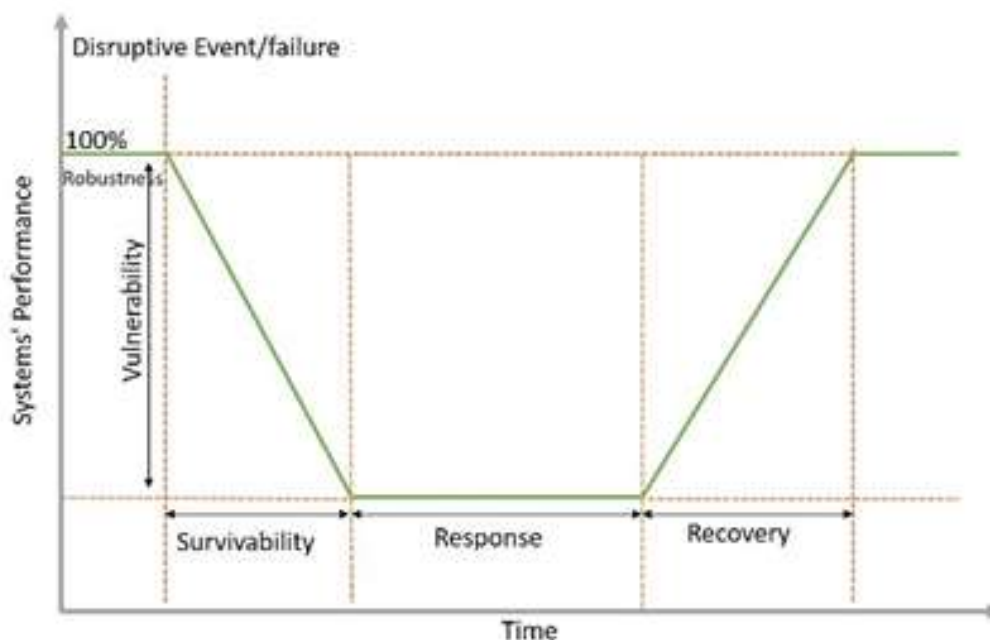 Disruptive Event/failure
100%
Robustness
Systems' Performance
Vulnerability
Survivability
Response
Recovery
Time